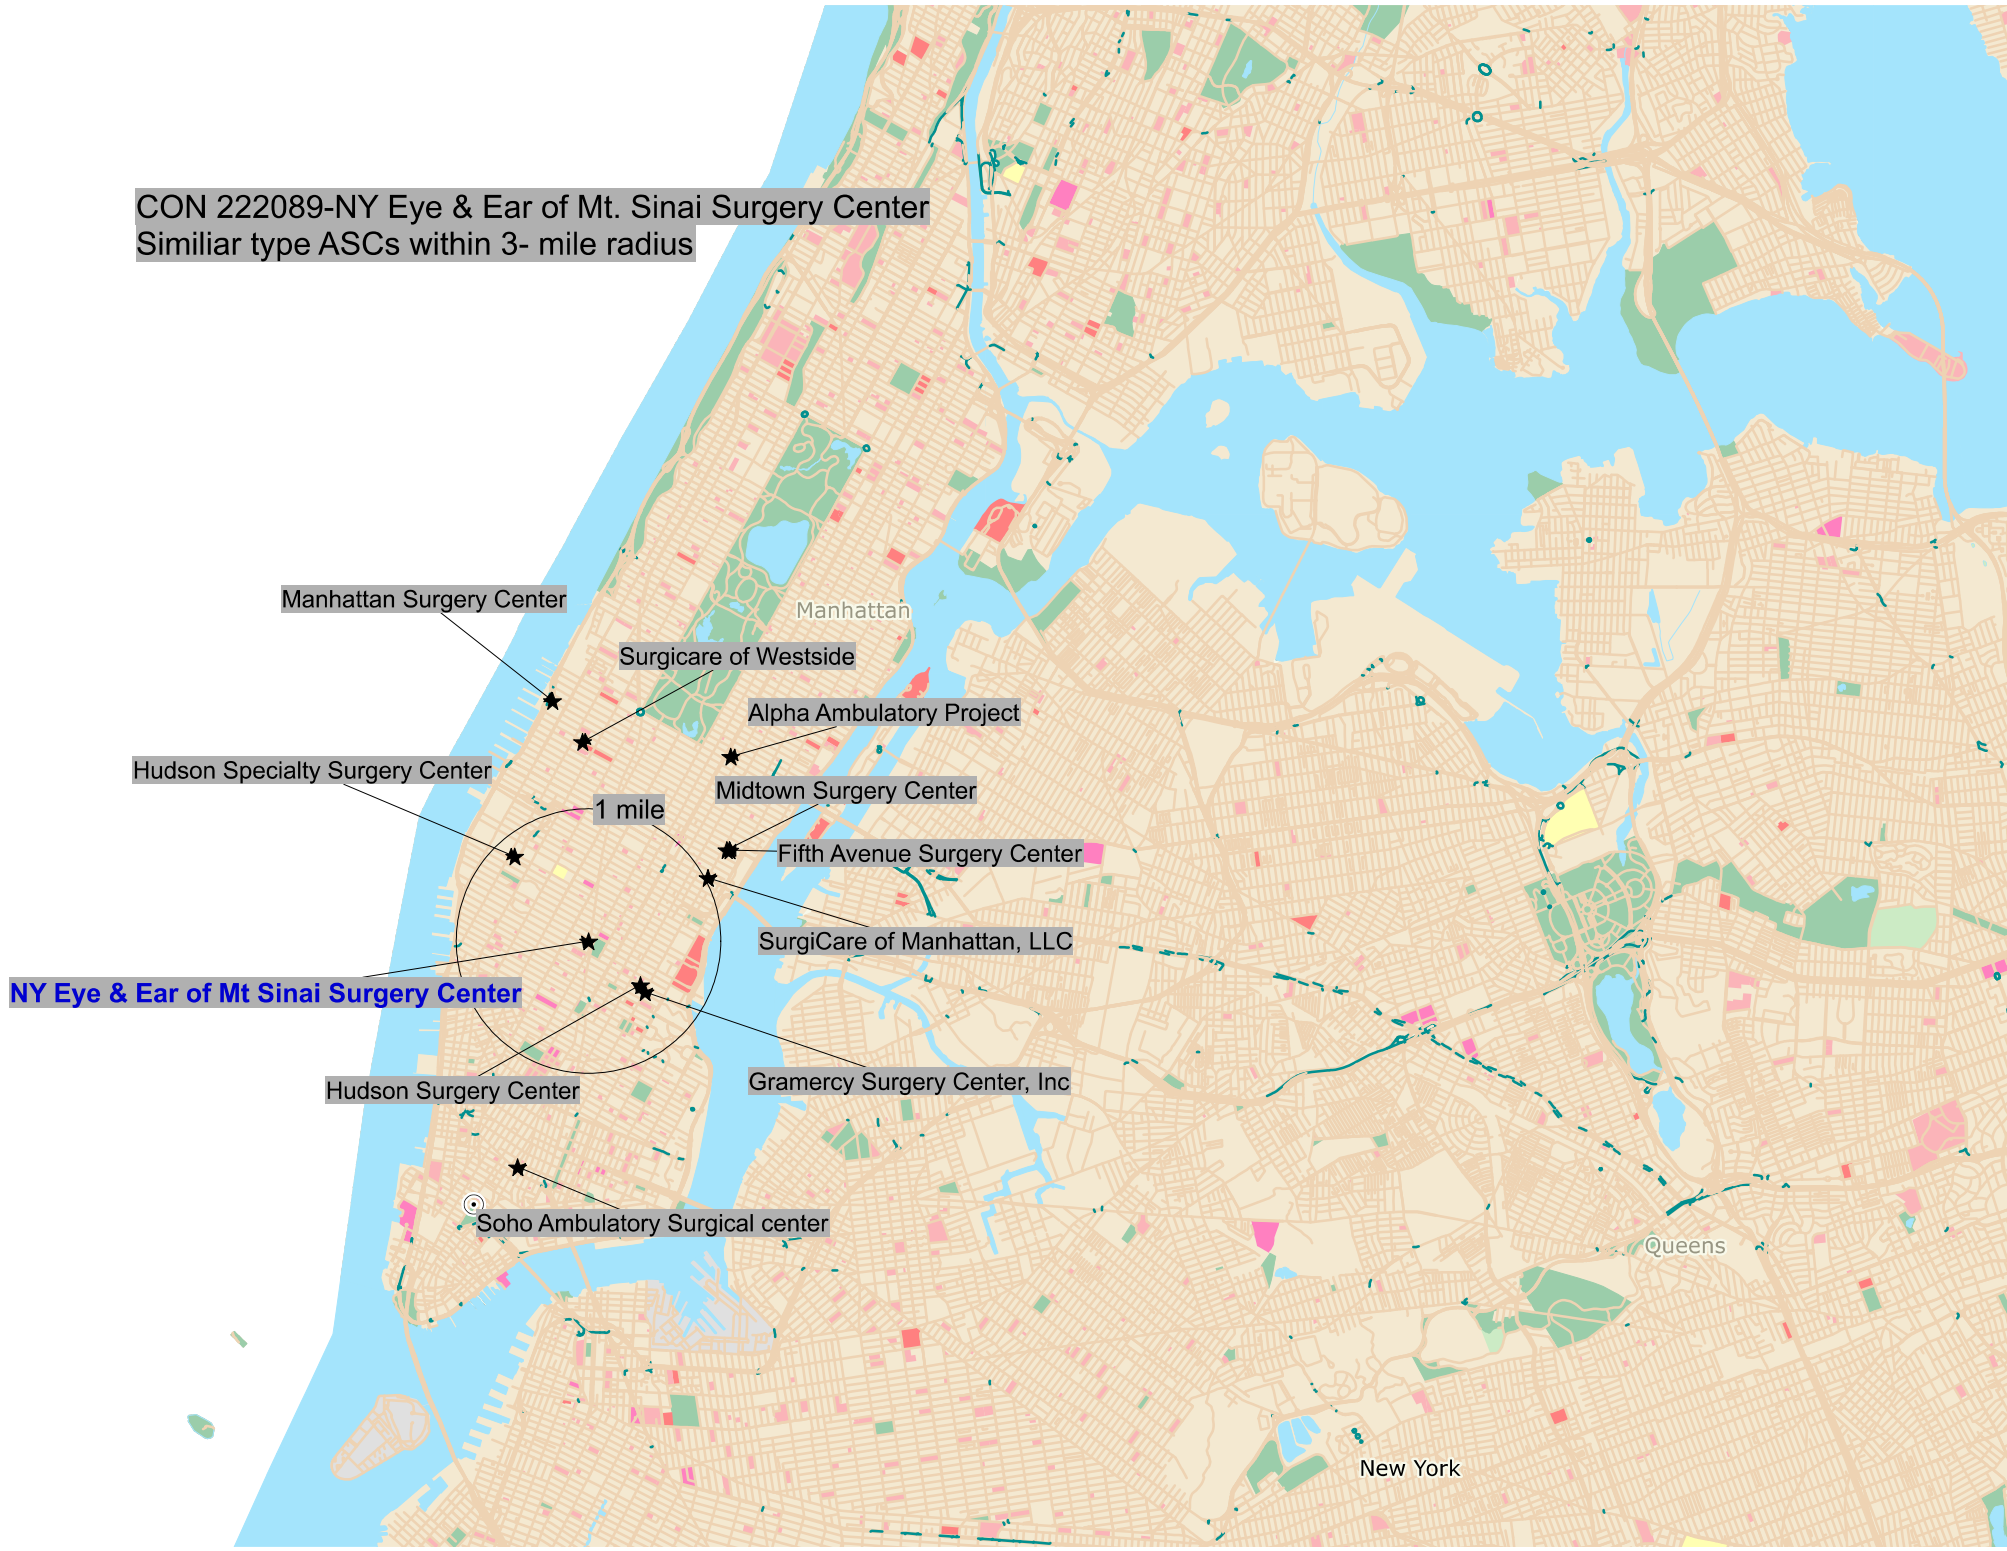 CON 222089-NY Eye & Ear of Mt. Sinai Surgery Center
Similiar type ASCs within 3- mile radius
Manhattan Surgery Center
Manhattan
Surgicare of Westside
Alpha Ambulatory Project
Hudson Specialty Surgery Center
Midtown Surgery Center
1 mile
Fifth Avenue Surgery Center
SurgiCare of Manhattan, LLC
NY Eye & Ear of Mt Sinai Surgery Center
Hudson Surgery Center
Gramercy Surgery Center, Inc
Soho Ambulatory Surgical center
Queens
New York